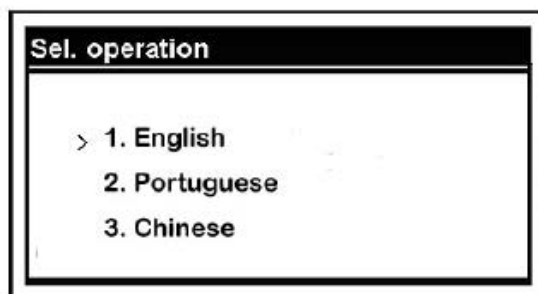 Sel. operation
> 1. English
2. Portuguese
3. Chinese